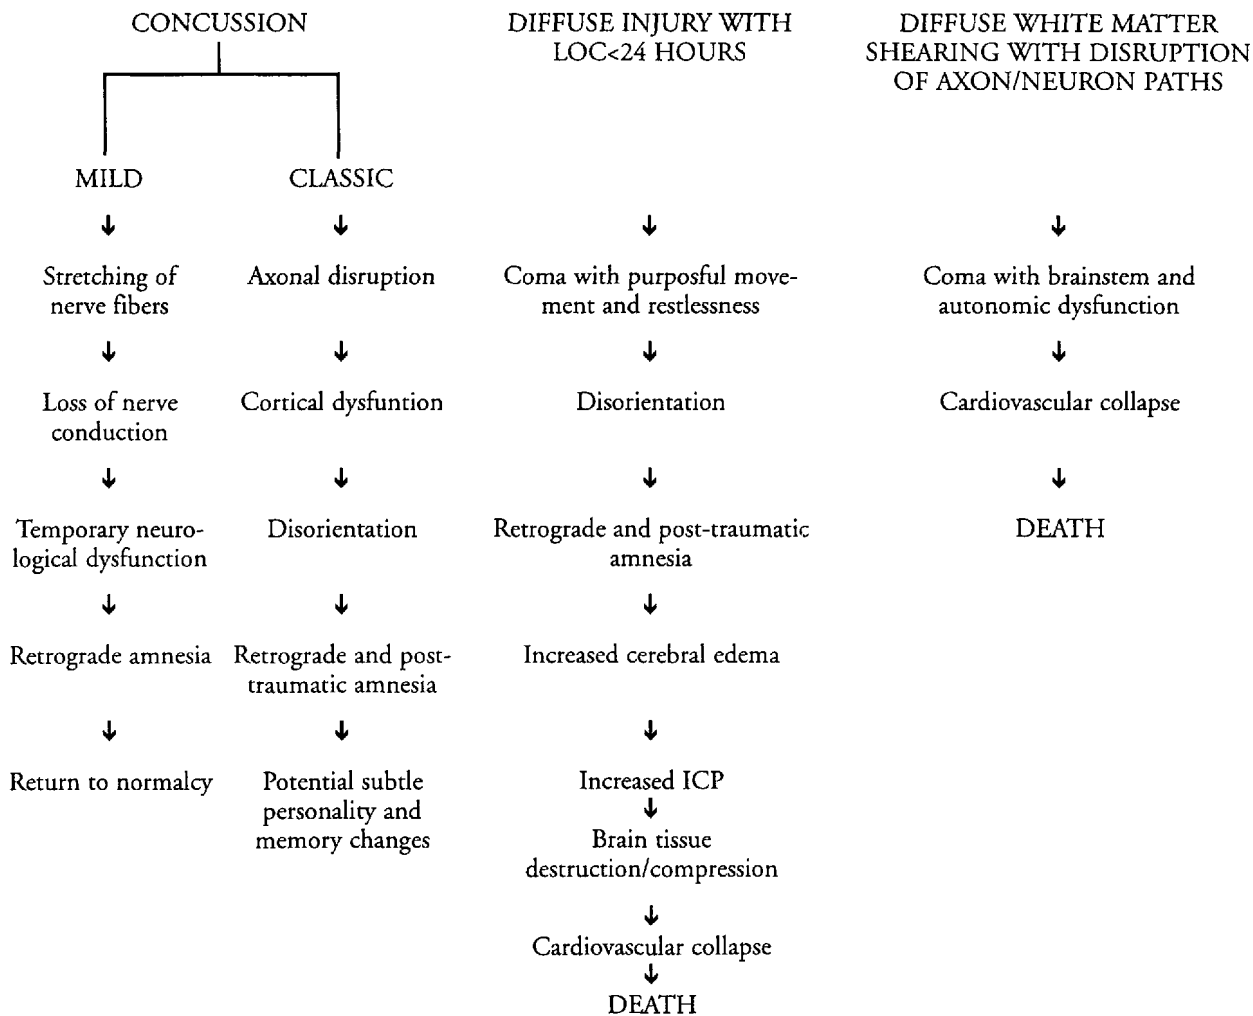 CONCUSSION
MILD
Stretching of
nerve fibers
Loss of nerve
conduction
Temporary neuro-
logical dysfunction
Retrograde amnesia
Return to normalcy
CLASSIC
Axonal disruption
Cortical dysfuntion
Disorientation
Retrograde and post-
traumatic amnesia
Potential subtle
personality and
memory changes
DIFFUSE INJURY WITH
LOC<24 HOURS
Coma with purposful move-
ment and restlessness
Disorientation
Retrograde and post-traumatic
amnesia
Increased cerebral edema
Increased ICP
Brain tissue
destruction/compression
Cardiovascular collapse
DEATH
DIFFUSE WHITE MATTER
SHEARING WITH DISRUPTION
OF AXON/NEURON PATHS
Coma with brainstem and
autonomic dysfunction
Cardiovascular collapse
DEATH